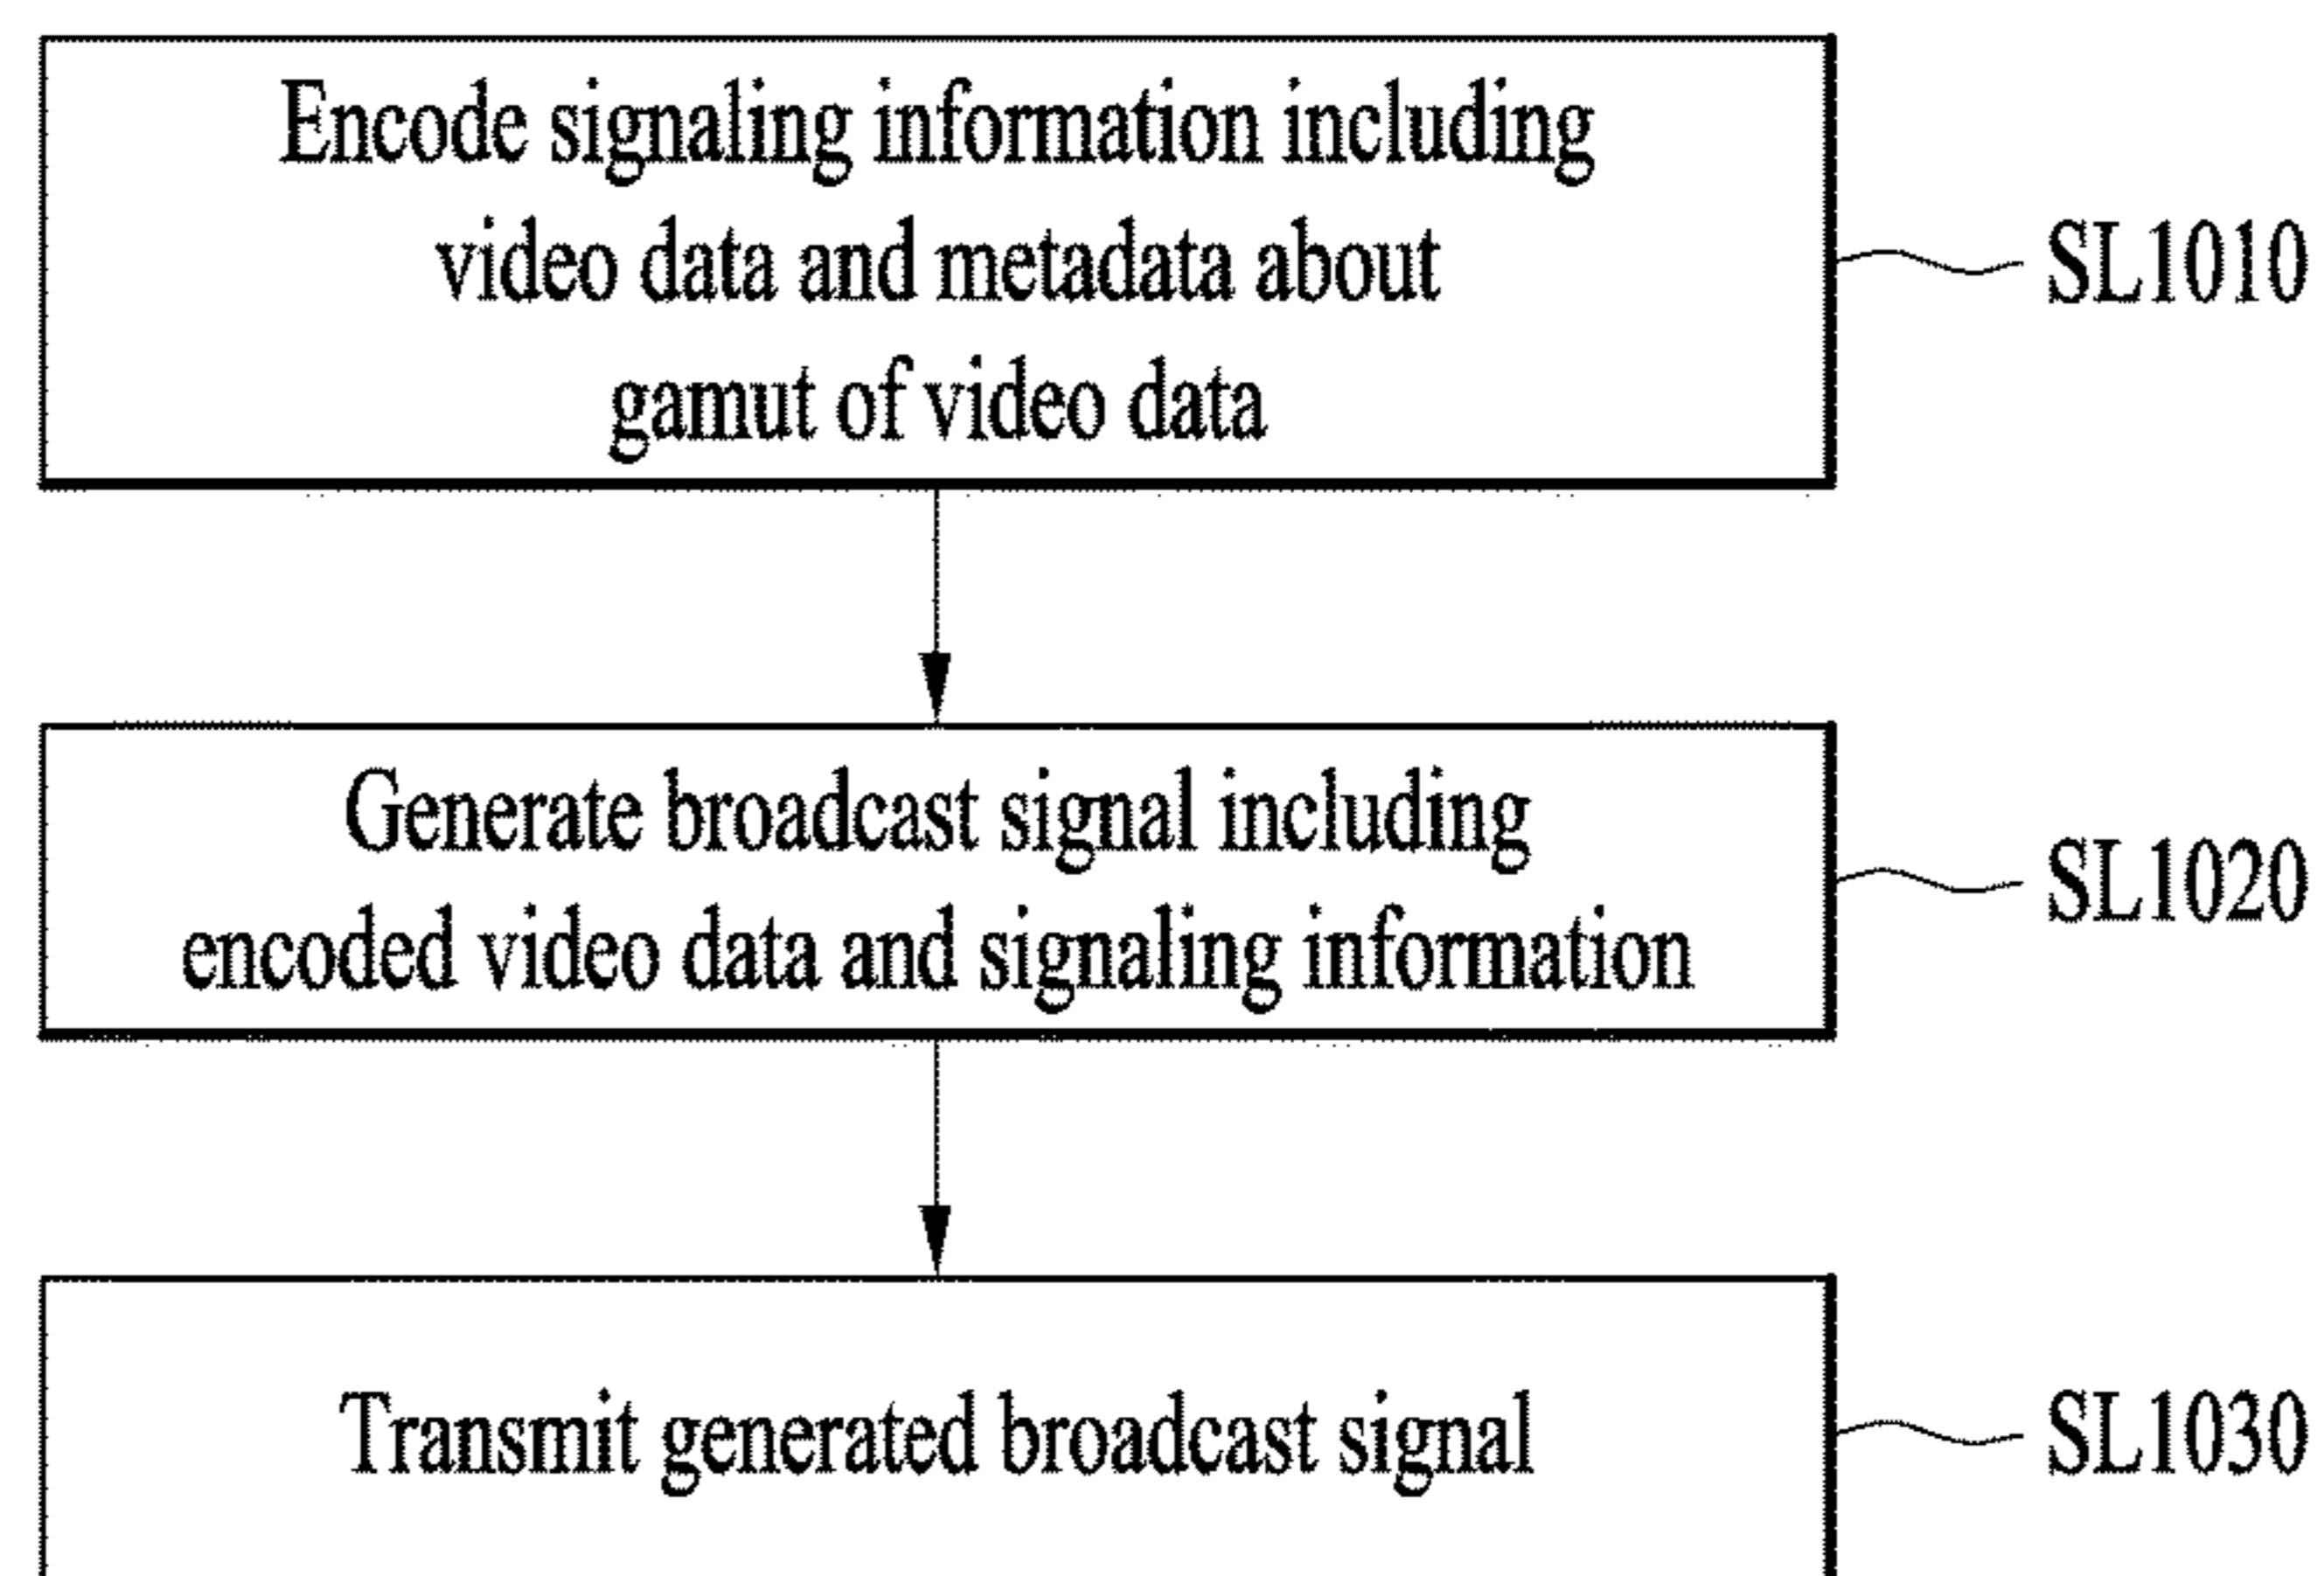 Encode signaling information including
video data and metadata about
gamut of video data
SL1010
Generate broadcast signal including
encoded video data and signaling information
SL1020
Transmit generated broadcast signal
SL1030